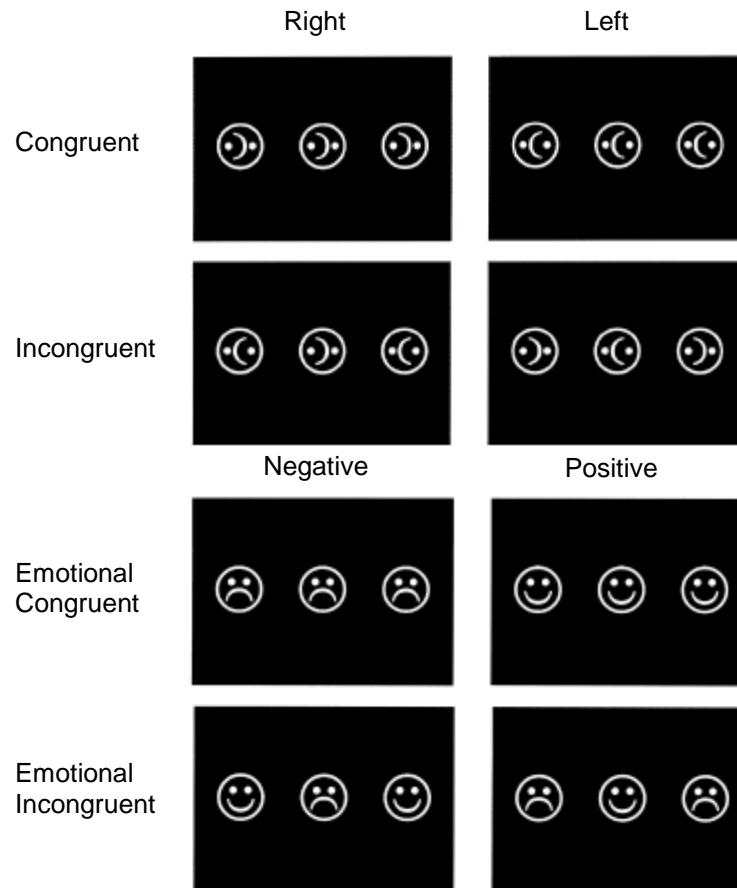 Right Left
Congruent
Incongruent
Negative Positive
Emotional
Congruent
Emotional
Incongruent